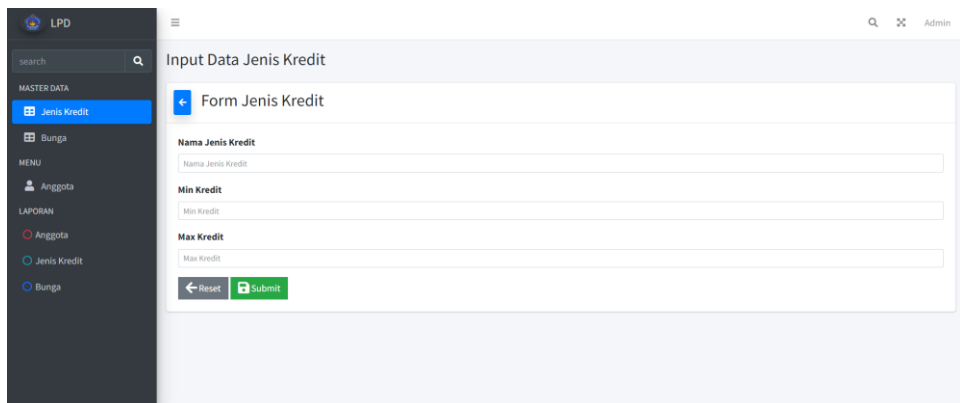 LPD
Admin
search
Input Data Jenis Kredit
MASTER DATA
Jenis Kredit
Bunga
MENU
Anggota
LAPORAN
Anggota
Jenis Kredit
Bunga
Form Jenis Kredit
Nama Jenis Kredit
Nama Jenis Kredit
Min Kredit
Min Kredit
Max Kredit
Max Kredit
Reset Submit